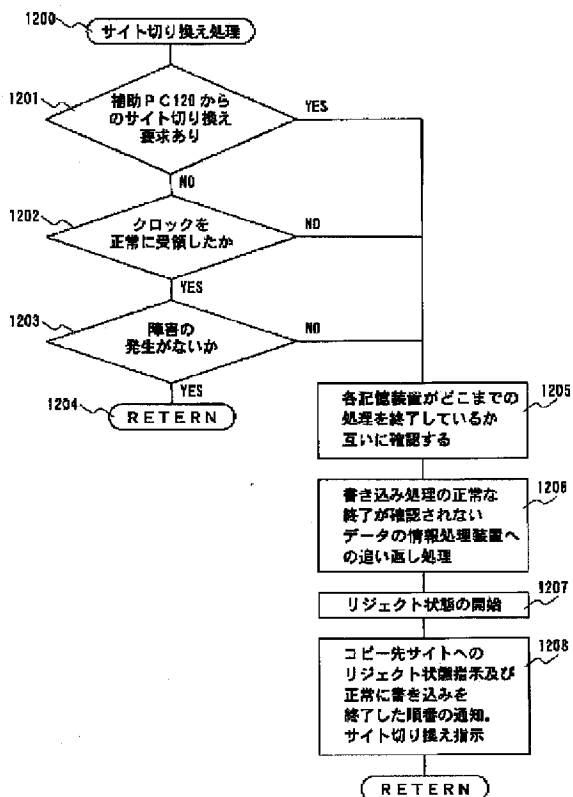 1200
サイト切り換え処理
1201
補助PC120から
のサイト切り換え
要求あり
YES
NO
1202
クロックを
正常に受領したか
NO
YES
1203
障害の
発生がないか
NO
YES
1204
RETERN
1205
各記憶装置がどこまでの
処理を終了しているか
互いに確認する
1206
書き込み処理の正常な
終了が確認されない
データの情報処理装置へ
の追い返し処理
1207
リジェクト状態の開始
1208
コピー先サイトへの
リジェクト状態指示及び
正常に書き込みを
終了した順番の通知。
サイト切り換え指示
RETERN